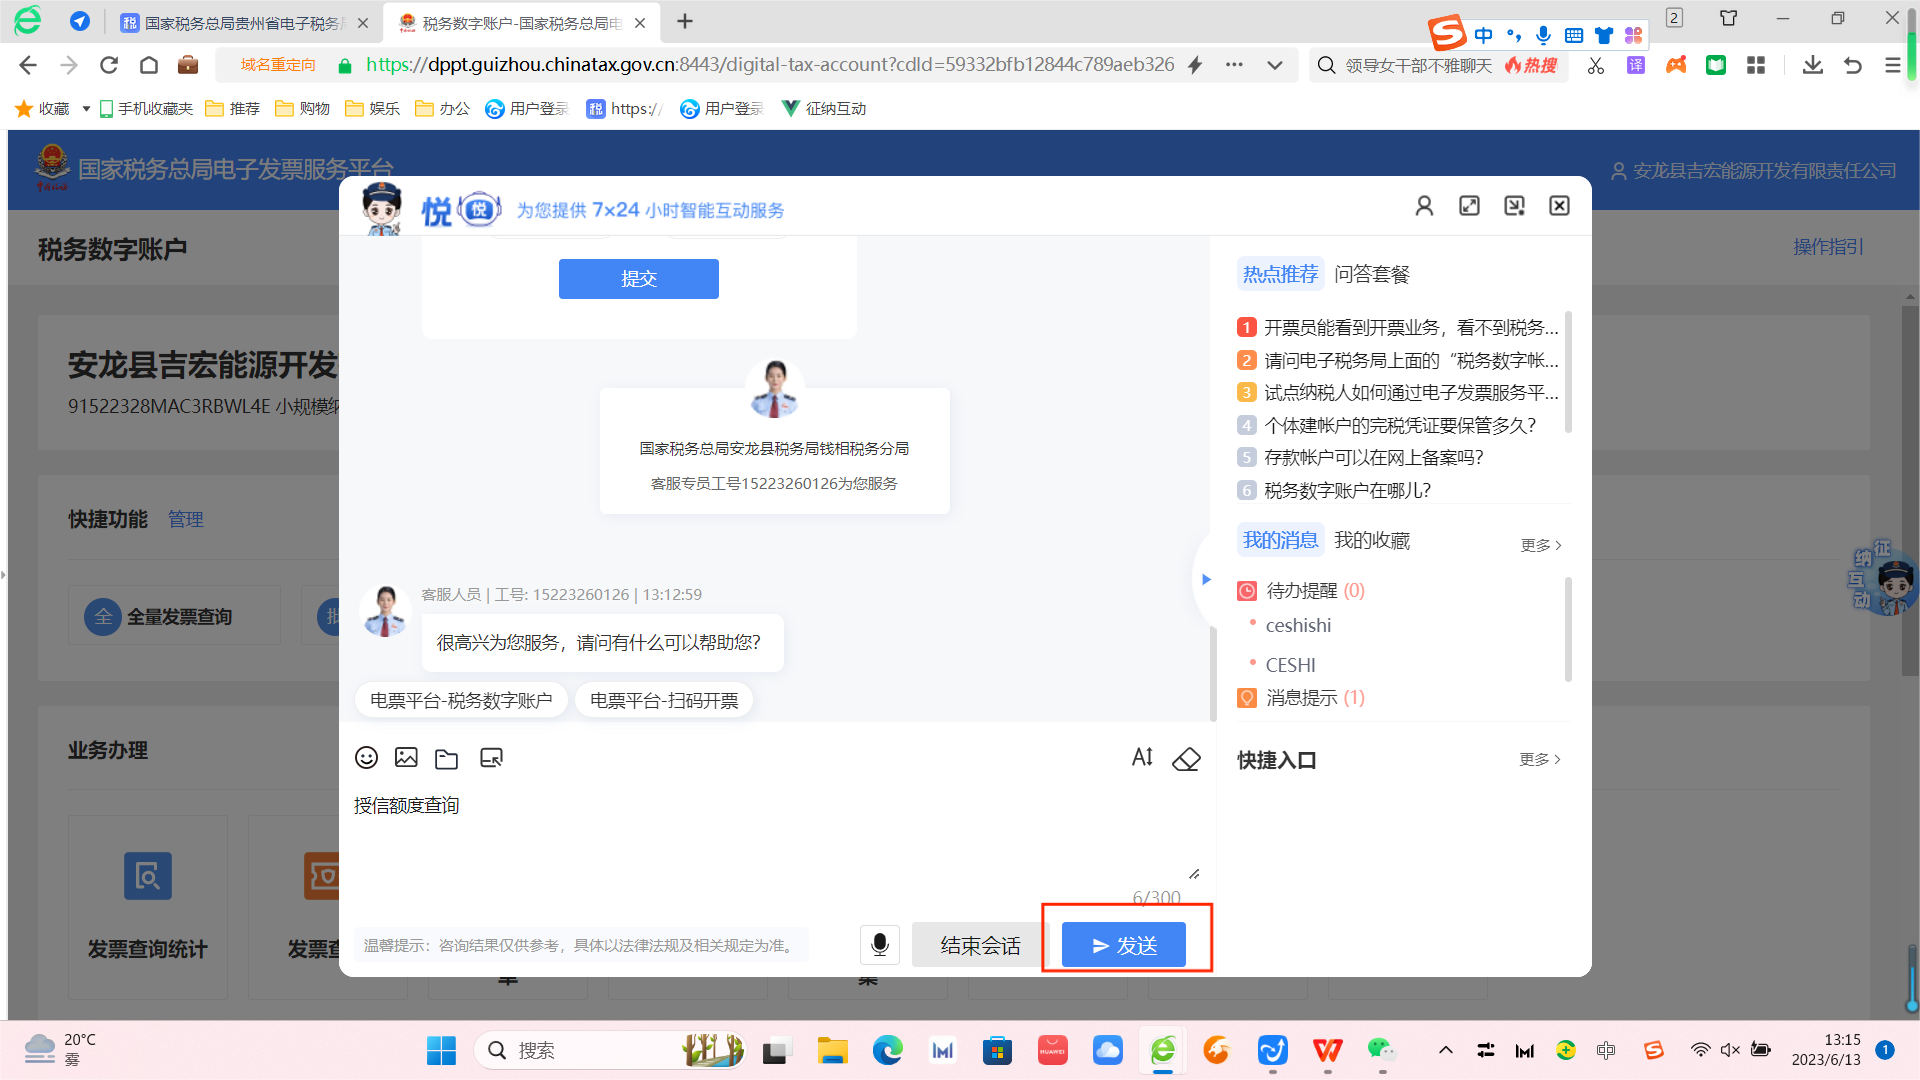 国家税务总局贵州省电子税务局
税务数字账户-国家税务总局电
2
域名重定向
https://dppt.guizhou.chinatax.gov.cn:8443/digital-tax-account?cdId=59332bfb12844c789aeb326
领导女干部不雅聊天
热搜
中
译
收藏
手机收藏夹
推荐
购物
娱乐
办公
用户登录
https://
用户登录
征纳互动
国家税务总局电子发票服务平台
安龙县吉宏能源开发有限责任公司
税务数字账户
操作指引
安龙县吉宏能源开发
91522328MAC3RBWL4E 小规模纳
快捷功能
管理
全
全量发票查询
批
业务办理
发票查询统计
发票查
悦
悦
为您提供 7×24 小时智能互动服务
提交
国家税务总局安龙县税务局钱相税务分局
客服专员工号15223260126为您服务
客服人员 | 工号: 15223260126 | 13:12:59
很高兴为您服务，请问有什么可以帮助您?
电票平台-税务数字账户
电票平台-扫码开票
授信额度查询
6/300
温馨提示：咨询结果仅供参考，具体以法律法规及相关规定为准。
结束会话
发送
热点推荐
问答套餐
1 开票员能看到开票业务，看不到税务...
2 请问电子税务局上面的“税务数字帐...
3 试点纳税人如何通过电子发票服务平...
4 个体建帐户的完税凭证要保管多久?
5 存款帐户可以在网上备案吗?
6 税务数字账户在哪儿?
我的消息
我的收藏
更多
待办提醒 (0)
ceshishi
CESHI
消息提示 (1)
快捷入口
更多
征纳互动
20°C
雾
搜索
HUAWEI
中
13:15
2023/6/13
1